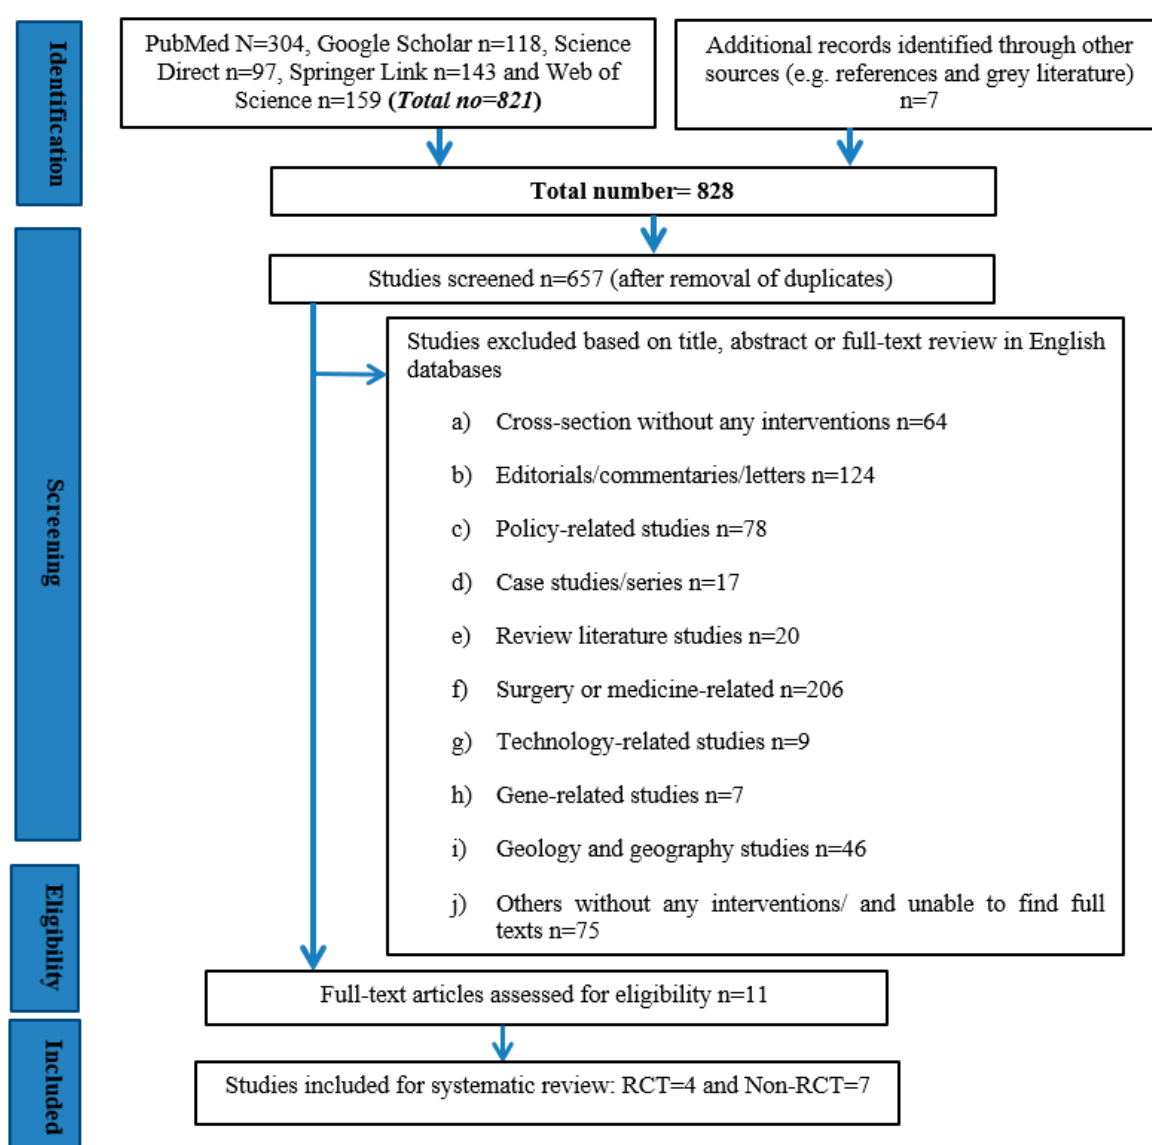 Identification
PubMed N=304, Google Scholar n=118, Science
Direct n=97, Springer Link n=143 and Web of
Science n=159 (Total no=821)
Additional records identified through other
sources (e.g. references and grey literature)
n=7
Total number= 828
Screening
Studies screened n=657 (after removal of duplicates)
Studies excluded based on title, abstract or full-text review in English
databases
a) Cross-section without any interventions n=64
b) Editorials/commentaries/letters n=124
c) Policy-related studies n=78
d) Case studies/series n=17
e) Review literature studies n=20
f) Surgery or medicine-related n=206
g) Technology-related studies n=9
h) Gene-related studies n=7
i) Geology and geography studies n=46
j) Others without any interventions/ and unable to find full
texts n=75
Eligibility
Full-text articles assessed for eligibility n=11
Included
Studies included for systematic review: RCT=4 and Non-RCT=7